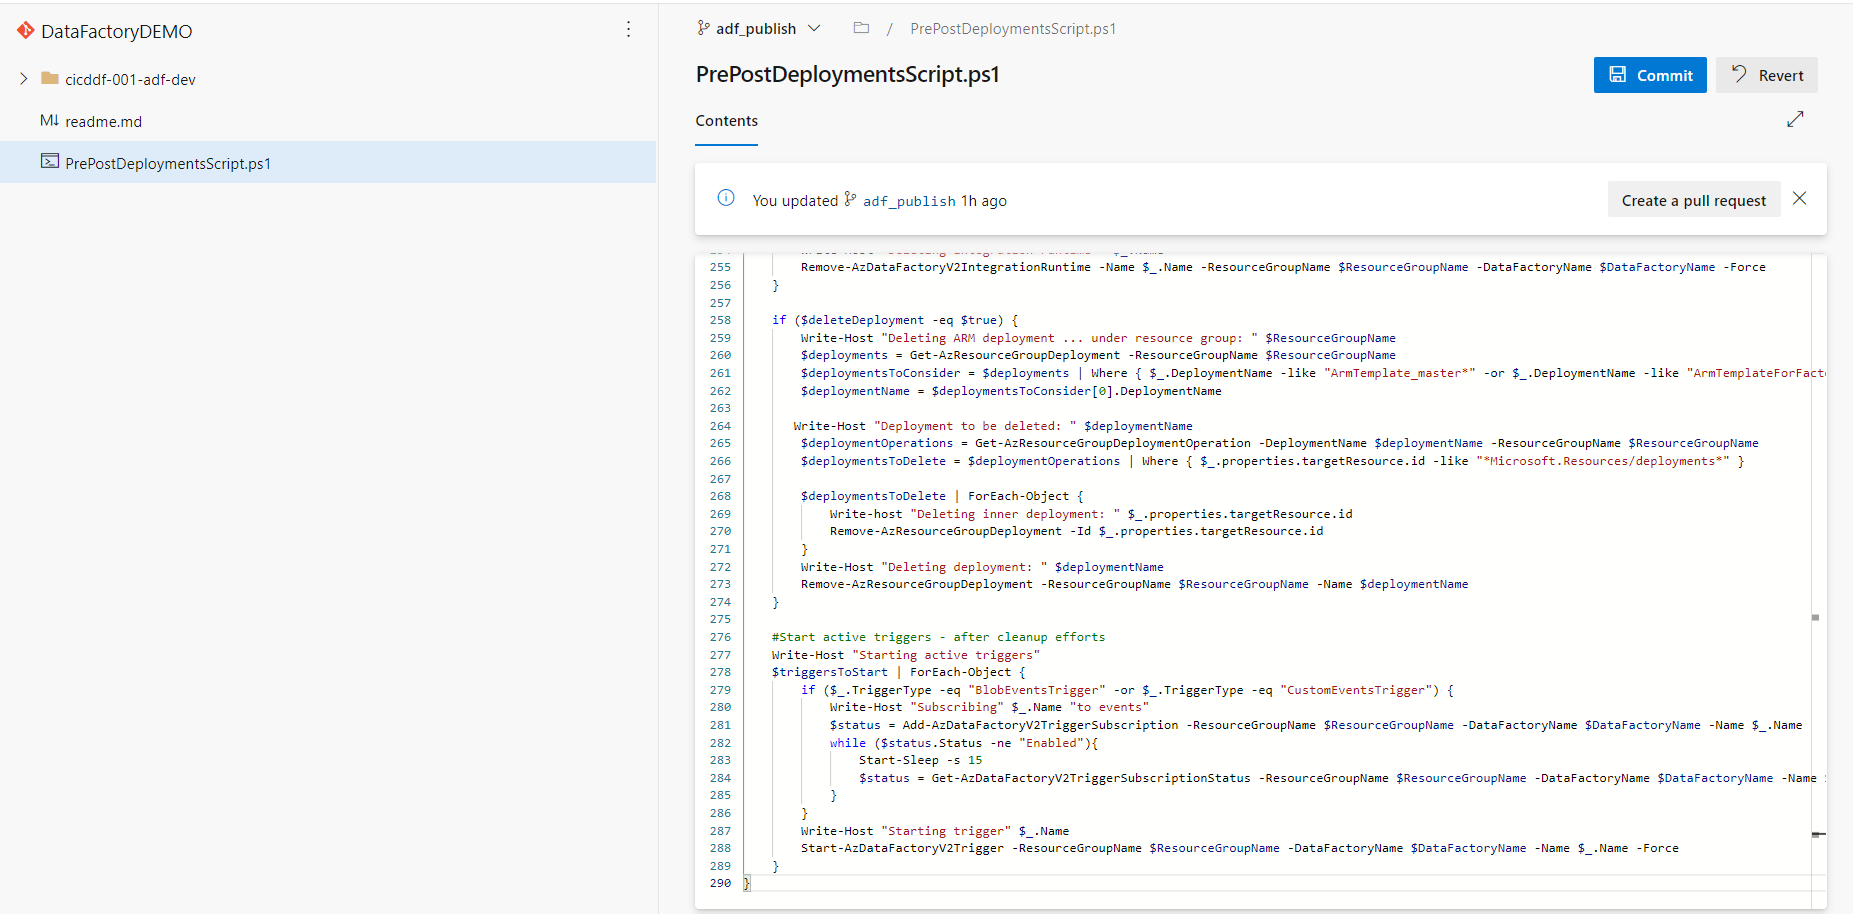 DataFactoryDEMO
cicddf-001-adf-dev
M↓ readme.md
PrePostDeploymentsScript.ps1
adf_publish / PrePostDeploymentsScript.ps1
PrePostDeploymentsScript.ps1
Commit
Revert
Contents
You updated adf_publish 1h ago
Create a pull request
255 Remove-AzDataFactoryV2IntegrationRuntime -Name $_.Name -ResourceGroupName $ResourceGroupName -DataFactoryName $DataFactoryName -Force
256 }
257
258 if ($deleteDeployment -eq $true) {
259 Write-Host "Deleting ARM deployment ... under resource group: " $ResourceGroupName
260 $deployments = Get-AzResourceGroupDeployment -ResourceGroupName $ResourceGroupName
261 $deploymentsToConsider = $deployments | Where { $_.DeploymentName -like "ArmTemplate_master*" -or $_.DeploymentName -like "ArmTemplateForFact
262 $deploymentName = $deploymentsToConsider[0].DeploymentName
263
264 Write-Host "Deployment to be deleted: " $deploymentName
265 $deploymentOperations = Get-AzResourceGroupDeploymentOperation -DeploymentName $deploymentName -ResourceGroupName $ResourceGroupName
266 $deploymentsToDelete = $deploymentOperations | Where { $_.properties.targetResource.id -like "*Microsoft.Resources/deployments*" }
267
268 $deploymentsToDelete | ForEach-Object {
269 Write-host "Deleting inner deployment: " $_.properties.targetResource.id
270 Remove-AzResourceGroupDeployment -Id $_.properties.targetResource.id
271 }
272 Write-Host "Deleting deployment: " $deploymentName
273 Remove-AzResourceGroupDeployment -ResourceGroupName $ResourceGroupName -Name $deploymentName
274 }
275
276 #Start active triggers - after cleanup efforts
277 Write-Host "Starting active triggers"
278 $triggersToStart | ForEach-Object {
279 if ($_.TriggerType -eq "BlobEventsTrigger" -or $_.TriggerType -eq "CustomEventsTrigger") {
280 Write-Host "Subscribing" $_.Name "to events"
281 $status = Add-AzDataFactoryV2TriggerSubscription -ResourceGroupName $ResourceGroupName -DataFactoryName $DataFactoryName -Name $_.Name
282 while ($status.Status -ne "Enabled"){
283 Start-Sleep -s 15
284 $status = Get-AzDataFactoryV2TriggerSubscriptionStatus -ResourceGroupName $ResourceGroupName -DataFactoryName $DataFactoryName -Name
285 }
286 }
287 Write-Host "Starting trigger" $_.Name
288 Start-AzDataFactoryV2Trigger -ResourceGroupName $ResourceGroupName -DataFactoryName $DataFactoryName -Name $_.Name -Force
289 }
290 }